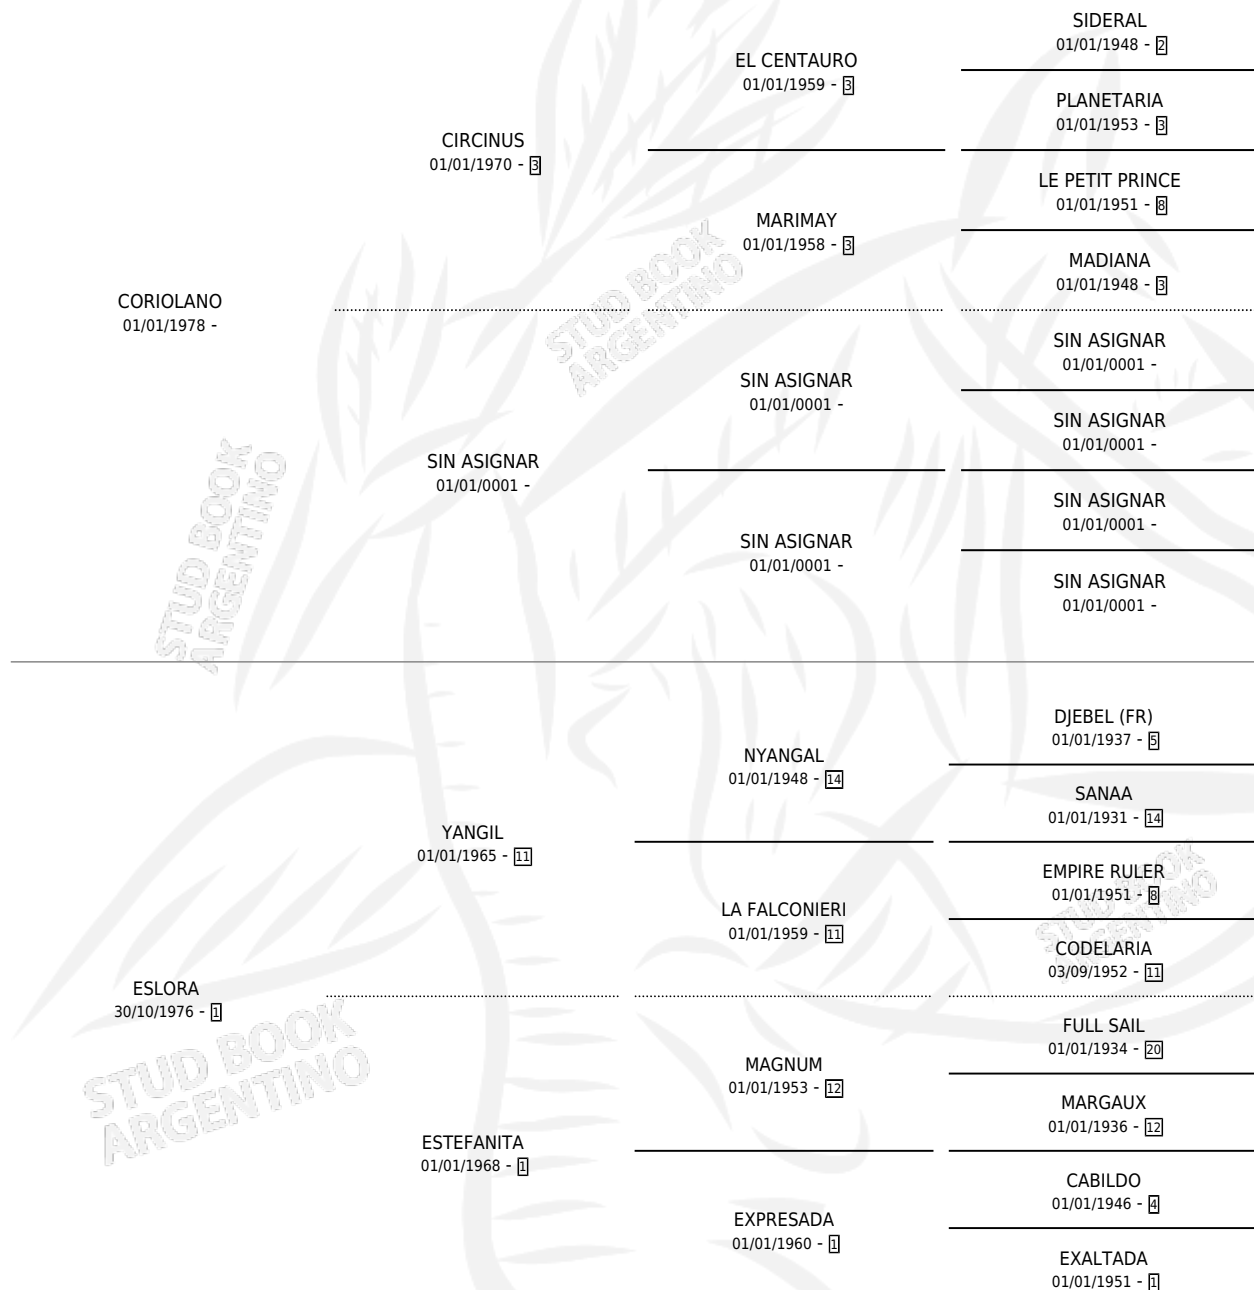 SIDERAL
01/01/1948 - 2
EL CENTAURO
01/01/1959 - 3
PLANETARIA
01/01/1953 - 3
CIRCINUS
01/01/1970 - 3
LE PETIT PRINCE
01/01/1951 - 8
MARIMAY
01/01/1958 - 3
MADIANA
01/01/1948 - 3
CORIOLANO
01/01/1978 -
SIN ASIGNAR
01/01/0001 -
SIN ASIGNAR
01/01/0001 -
SIN ASIGNAR
01/01/0001 -
SIN ASIGNAR
01/01/0001 -
SIN ASIGNAR
01/01/0001 -
SIN ASIGNAR
01/01/0001 -
SIN ASIGNAR
01/01/0001 -
STUD BOOK
ARGENTINO
STUD BOOK
ARGENTINO
DJEBEL (FR)
01/01/1937 - 5
NYANGAL
01/01/1948 - 14
SANAA
01/01/1931 - 14
YANGIL
01/01/1965 - 11
EMPIRE RULER
01/01/1951 - 8
LA FALCONIERI
01/01/1959 - 11
CODELARIA
03/09/1952 - 11
ESLORA
30/10/1976 - 1
FULL SAIL
01/01/1934 - 20
MAGNUM
01/01/1953 - 12
MARGAUX
01/01/1936 - 12
ESTEFANITA
01/01/1968 - 1
CABILDO
01/01/1946 - 4
EXPRESADA
01/01/1960 - 1
EXALTADA
01/01/1951 - 1
STUD BOOK
ARGENTINO
STUD BOOK
ARGENTINO